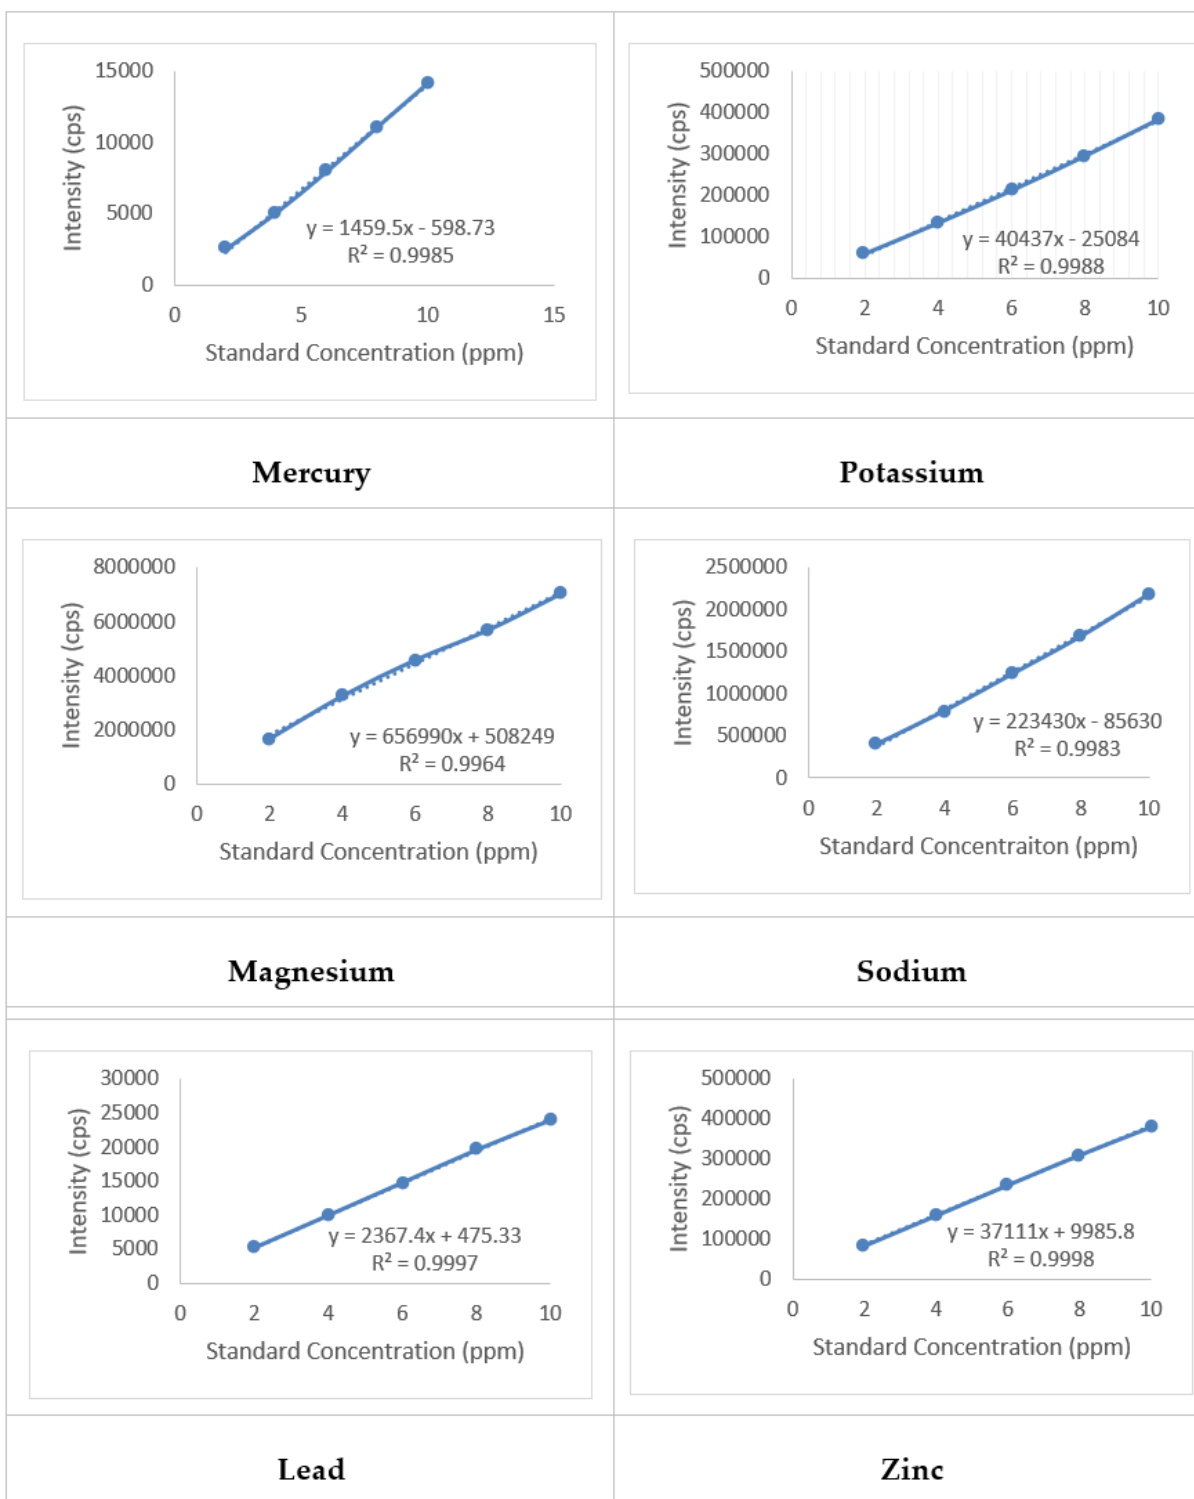 15000
10000
5000
0
Intensity (cps)
y = 1459.5x - 598.73
R² = 0.9985
0 5 10 15
Standard Concentration (ppm)
500000
400000
300000
200000
100000
0
Intensity (cps)
y = 40437x - 25084
R² = 0.9988
0 2 4 6 8 10
Standard Concentration (ppm)
Mercury
Potassium
8000000
6000000
4000000
2000000
0
Intensity (cps)
y = 656990x + 508249
R² = 0.9964
0 2 4 6 8 10
Standard Concentration (ppm)
2500000
2000000
1500000
1000000
500000
0
Intensity (cps)
y = 223430x - 85630
R² = 0.9983
0 2 4 6 8 10
Standard Concentraiton (ppm)
Magnesium
Sodium
30000
25000
20000
15000
10000
5000
0
Intensity (cps)
y = 2367.4x + 475.33
R² = 0.9997
0 2 4 6 8 10
Standard Concentration (ppm)
500000
400000
300000
200000
100000
0
Intensity (cps)
y = 37111x + 9985.8
R² = 0.9998
0 2 4 6 8 10
Standard Concentration (ppm)
Lead
Zinc